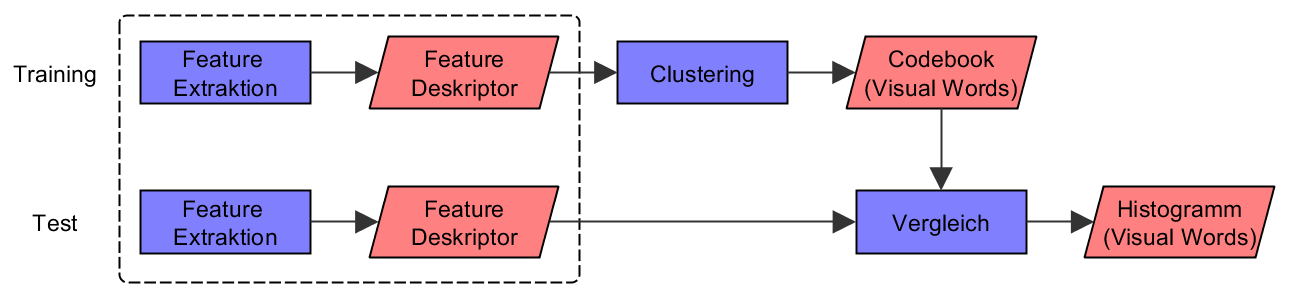 Training
Feature
Extraktion
Feature
Deskriptor
Clustering
Codebook
(Visual Words)
Test
Feature
Extraktion
Feature
Deskriptor
Vergleich
Histogramm
(Visual Words)